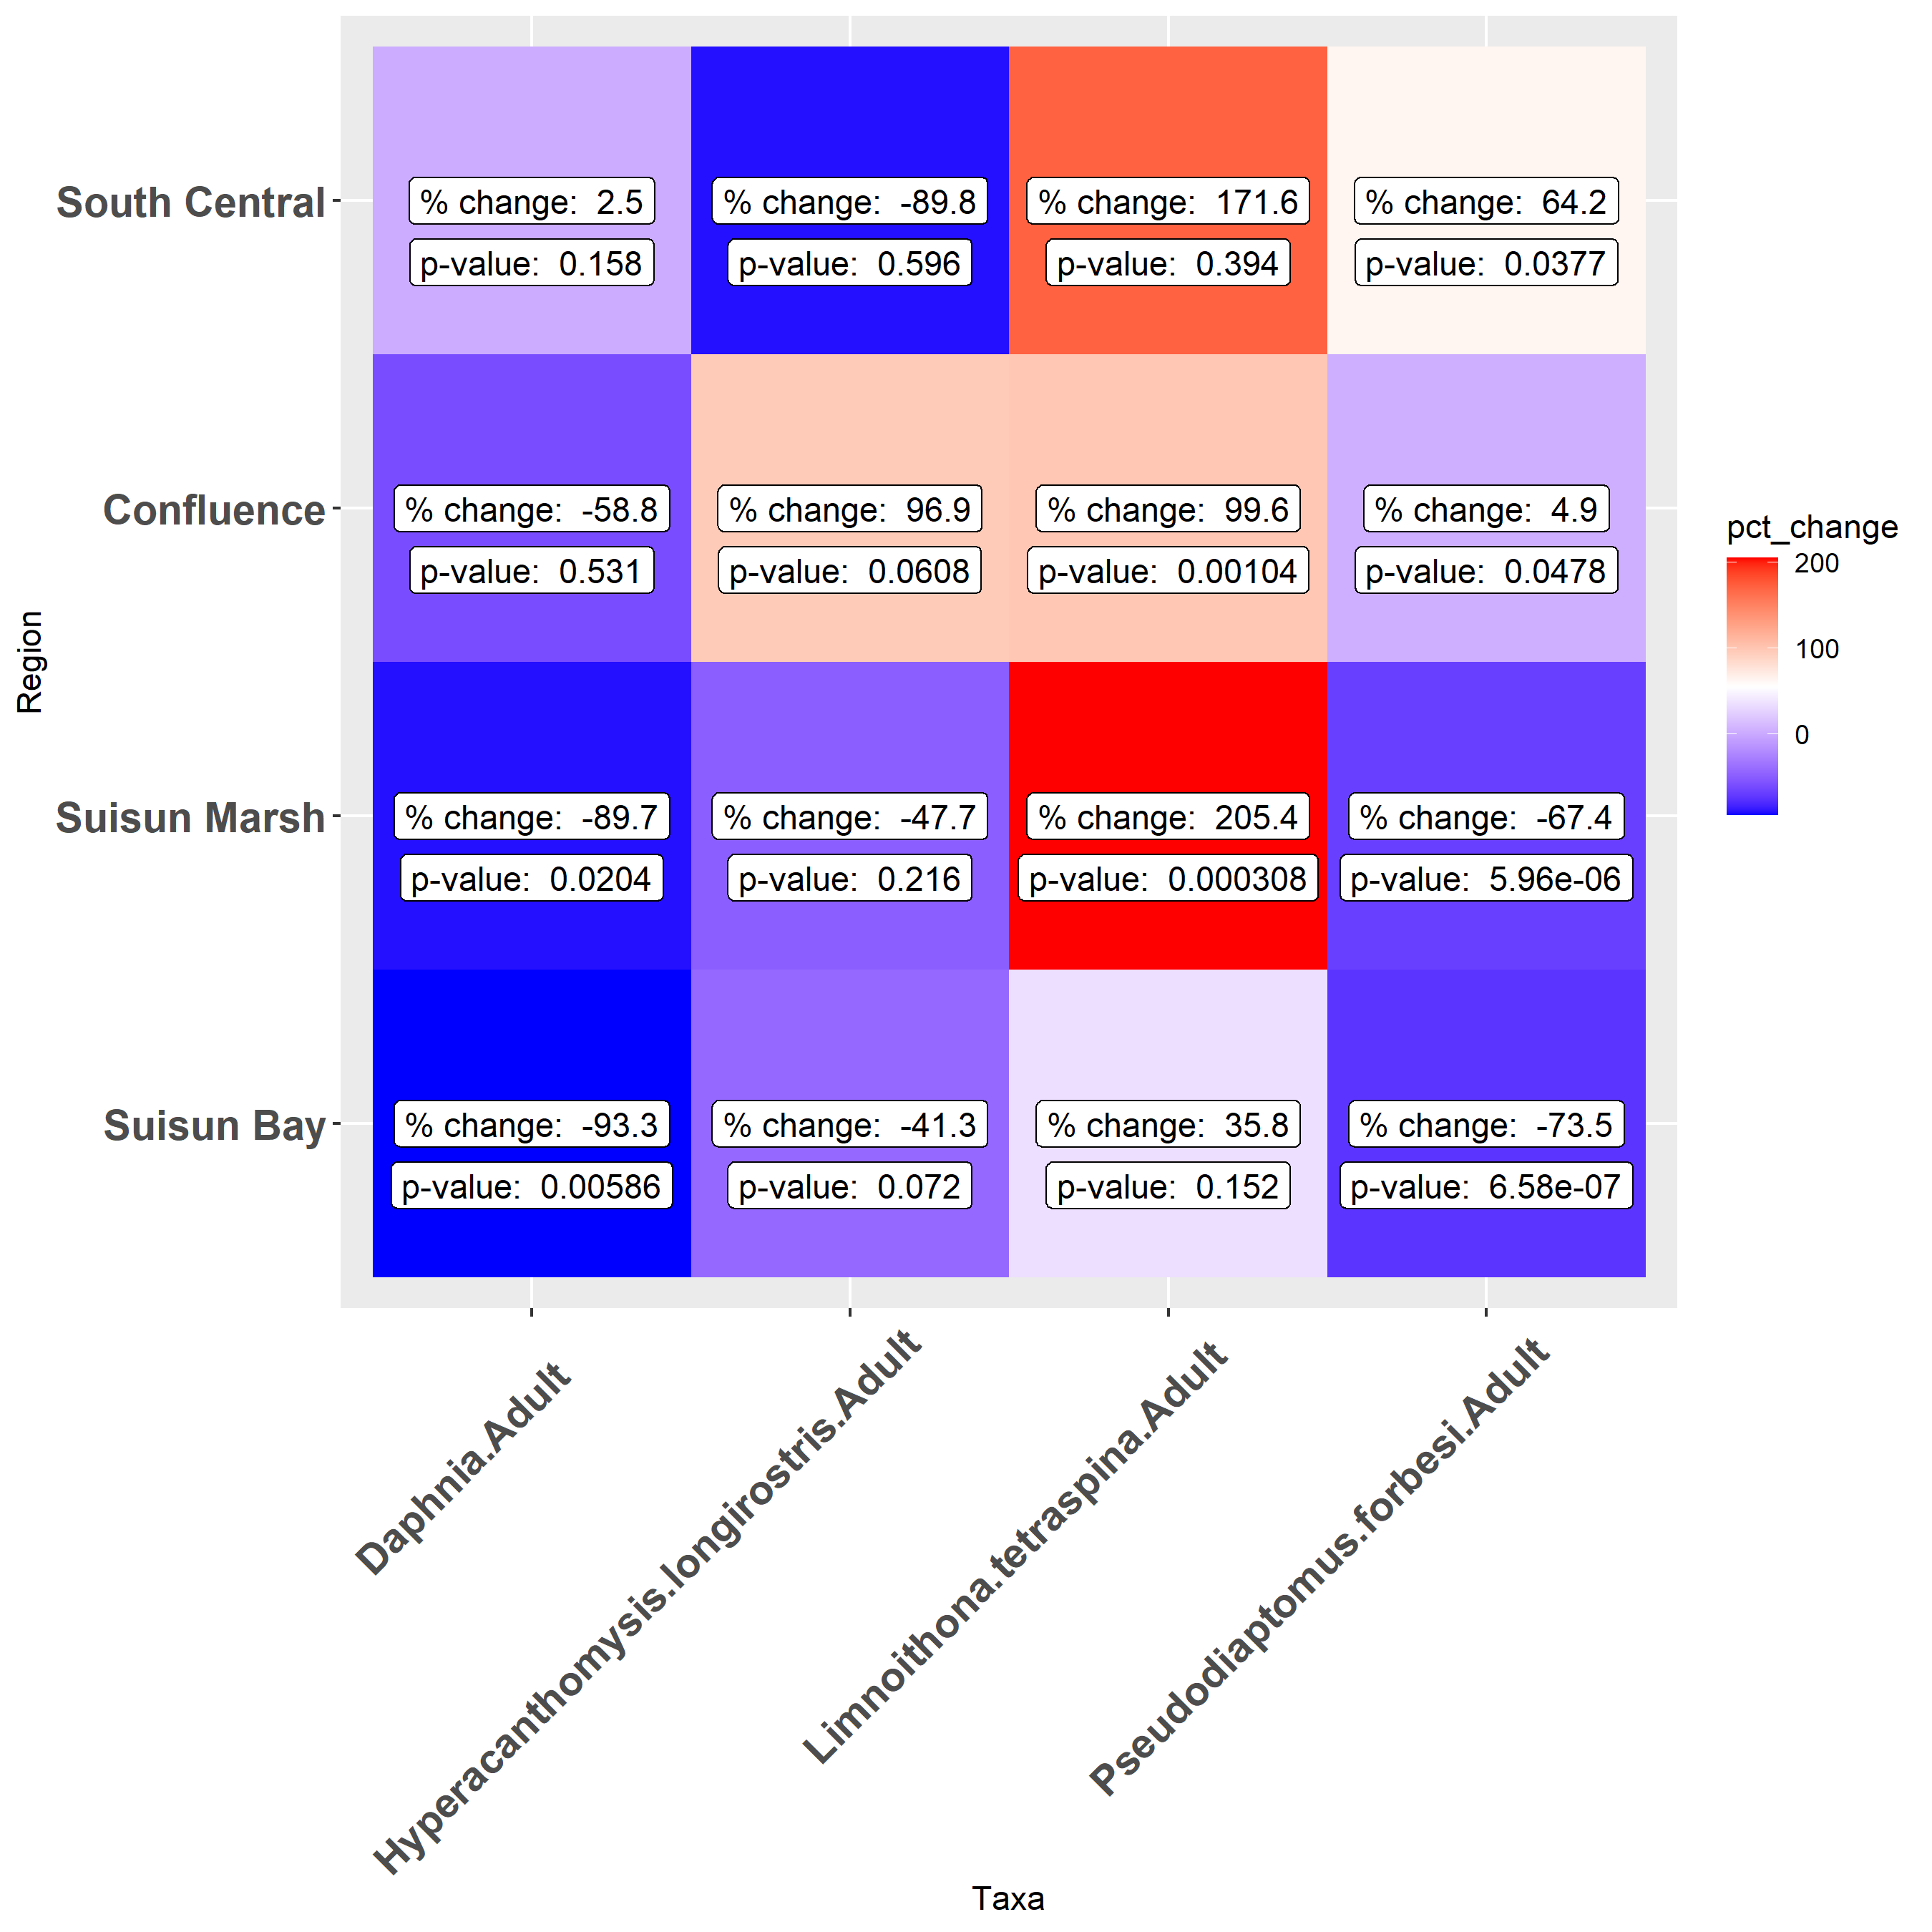 South Central
% change:  2.5
% change:  -89.8
% change:  171.6
% change:  64.2
p-value:  0.158
p-value:  0.596
p-value:  0.394
p-value:  0.0377
Confluence
% change:  -58.8
% change:  96.9
% change:  99.6
% change:  4.9
p-value:  0.531
p-value:  0.0608
p-value:  0.00104
p-value:  0.0478
Suisun Marsh
% change:  -89.7
% change:  -47.7
% change:  205.4
% change:  -67.4
p-value:  0.0204
p-value:  0.216
p-value:  0.000308
p-value:  5.96e-06
Suisun Bay
% change:  -93.3
% change:  -41.3
% change:  35.8
% change:  -73.5
p-value:  0.00586
p-value:  0.072
p-value:  0.152
p-value:  6.58e-07
Region
Daphnia.Adult
Hyperacanthomysis.longirostris.Adult
Limnoithona.tetraspina.Adult
Pseudodiaptomus.forbesi.Adult
Taxa
pct_change
200
100
0